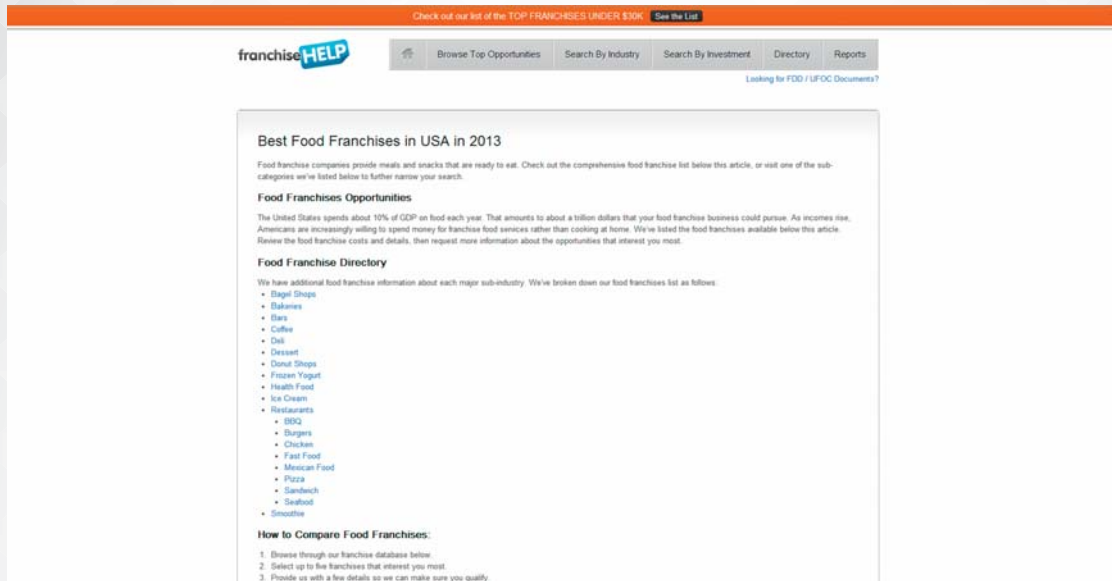 Check out our list of the TOP FRANCHISES UNDER $30K See the List
franchise HELP
Browse Top Opportunities Search By Industry Search By Investment Directory Reports
Looking for FDD / UFOC Documents?
Best Food Franchises in USA in 2013
Food franchise companies provide meals and snacks that are ready to eat. Check out the comprehensive food franchise list below this article, or visit one of the sub-
categories we've listed below to further narrow your search.
Food Franchises Opportunities
The United States spends about 10% of GDP on food each year. That amounts to about a trillion dollars that your food franchise business could pursue. As incomes rise,
Americans are increasingly willing to spend money for franchise food services rather than cooking at home. We've listed the food franchises available below this article.
Review the food franchise costs and details, then request more information about the opportunities that interest you most.
Food Franchise Directory
We have additional food franchise information about each major sub-industry. We've broken down our food franchises list as follows:
• Bagel Shops
• Bakeries
• Bars
• Coffee
• Deli
• Dessert
• Donut Shops
• Frozen Yogurt
• Health Food
• Ice Cream
• Restaurants
• BBQ
• Burgers
• Chicken
• Fast Food
• Mexican Food
• Pizza
• Sandwich
• Seafood
• Smoothie
How to Compare Food Franchises:
1. Browse through our franchise database below.
2. Select up to five franchises that interest you most.
3. Provide us with a few details so we can make sure you qualify.